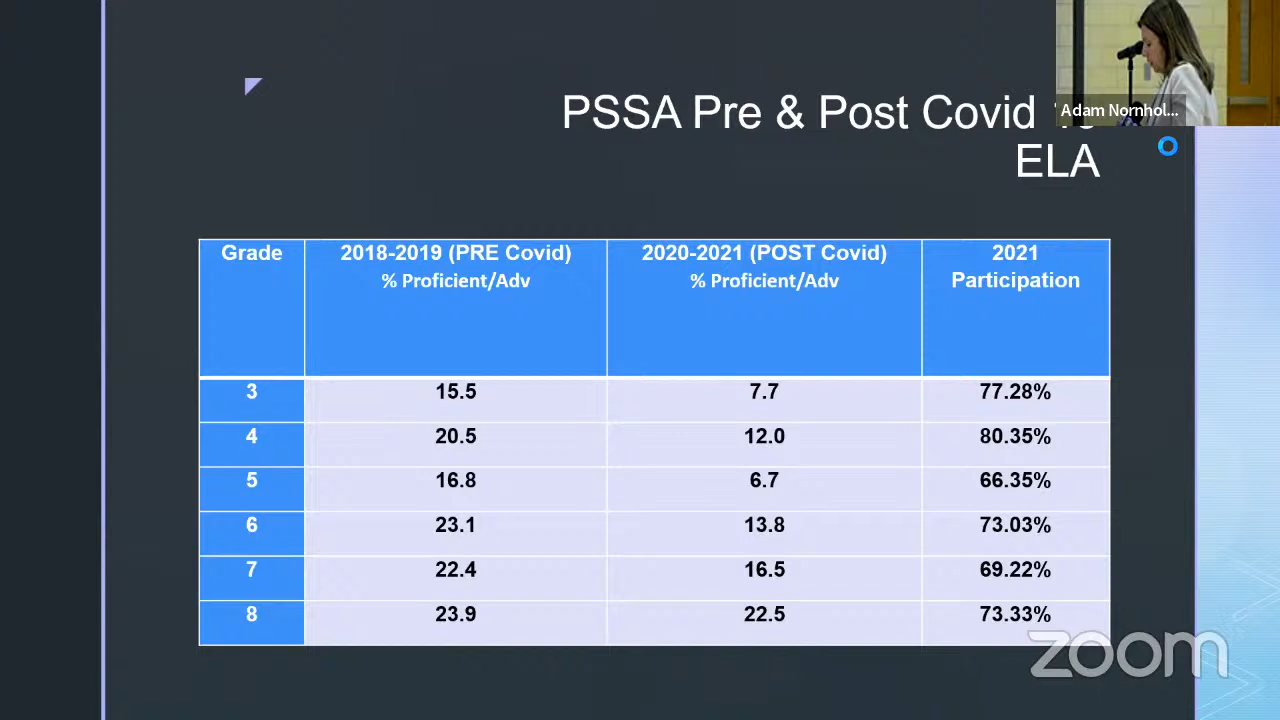 PSSA Pre & Post Covid
ELA
Adam Nornhol...
Grade 2018-2019 (PRE Covid) 2020-2021 (POST Covid) 2021
% Proficient/Adv % Proficient/Adv Participation
3 15.5 7.7 77.28%
4 20.5 12.0 80.35%
5 16.8 6.7 66.35%
6 23.1 13.8 73.03%
7 22.4 16.5 69.22%
8 23.9 22.5 73.33%
zoom